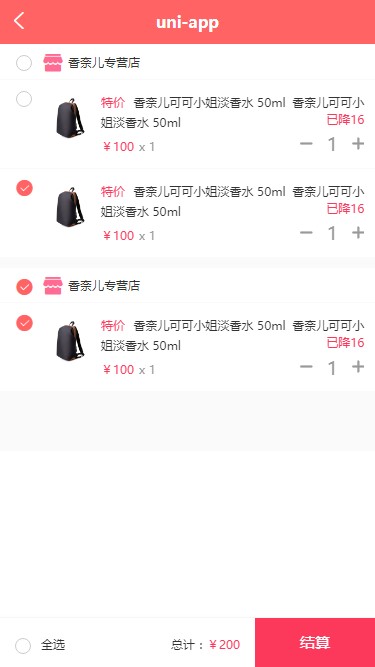 uni-app
香奈儿专营店
特价 香奈儿可可小姐淡香水 50ml 香奈儿可可小
姐淡香水 50ml
已降16
￥100 x 1
1
特价 香奈儿可可小姐淡香水 50ml 香奈儿可可小
姐淡香水 50ml
已降16
￥100 x 1
1
香奈儿专营店
特价 香奈儿可可小姐淡香水 50ml 香奈儿可可小
姐淡香水 50ml
已降16
￥100 x 1
1
全选
总计：￥200
结算